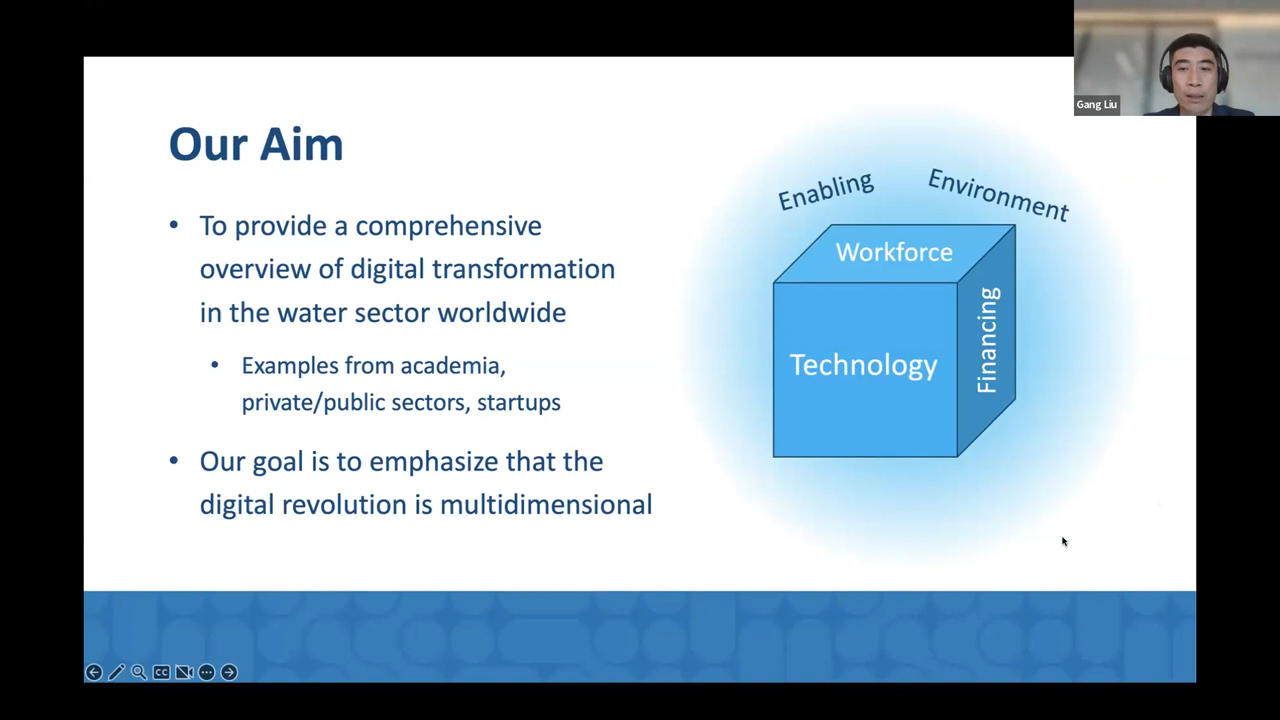 Gang Liu
Our Aim
• To provide a comprehensive
overview of digital transformation
in the water sector worldwide
• Examples from academia,
private/public sectors, startups
• Our goal is to emphasize that the
digital revolution is multidimensional
Enabling Environment
Workforce
Technology
Financing
CC